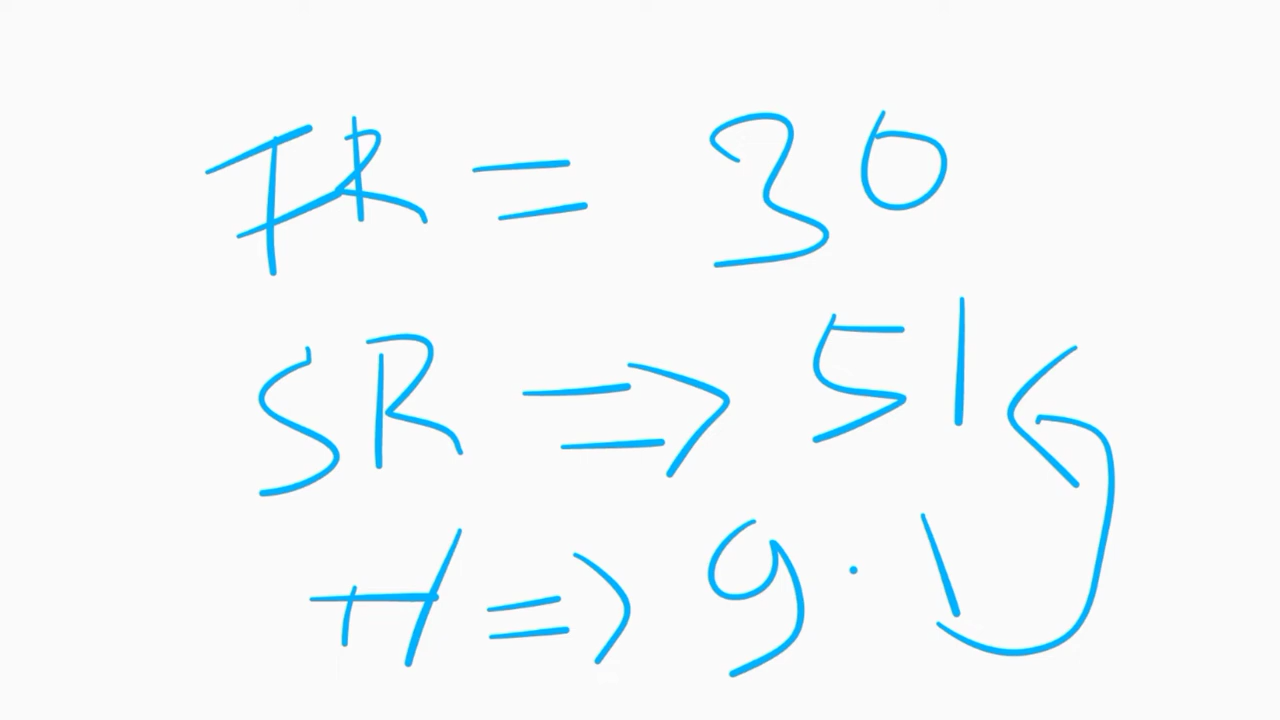 FR = 30
SR => 51
H => 9.1